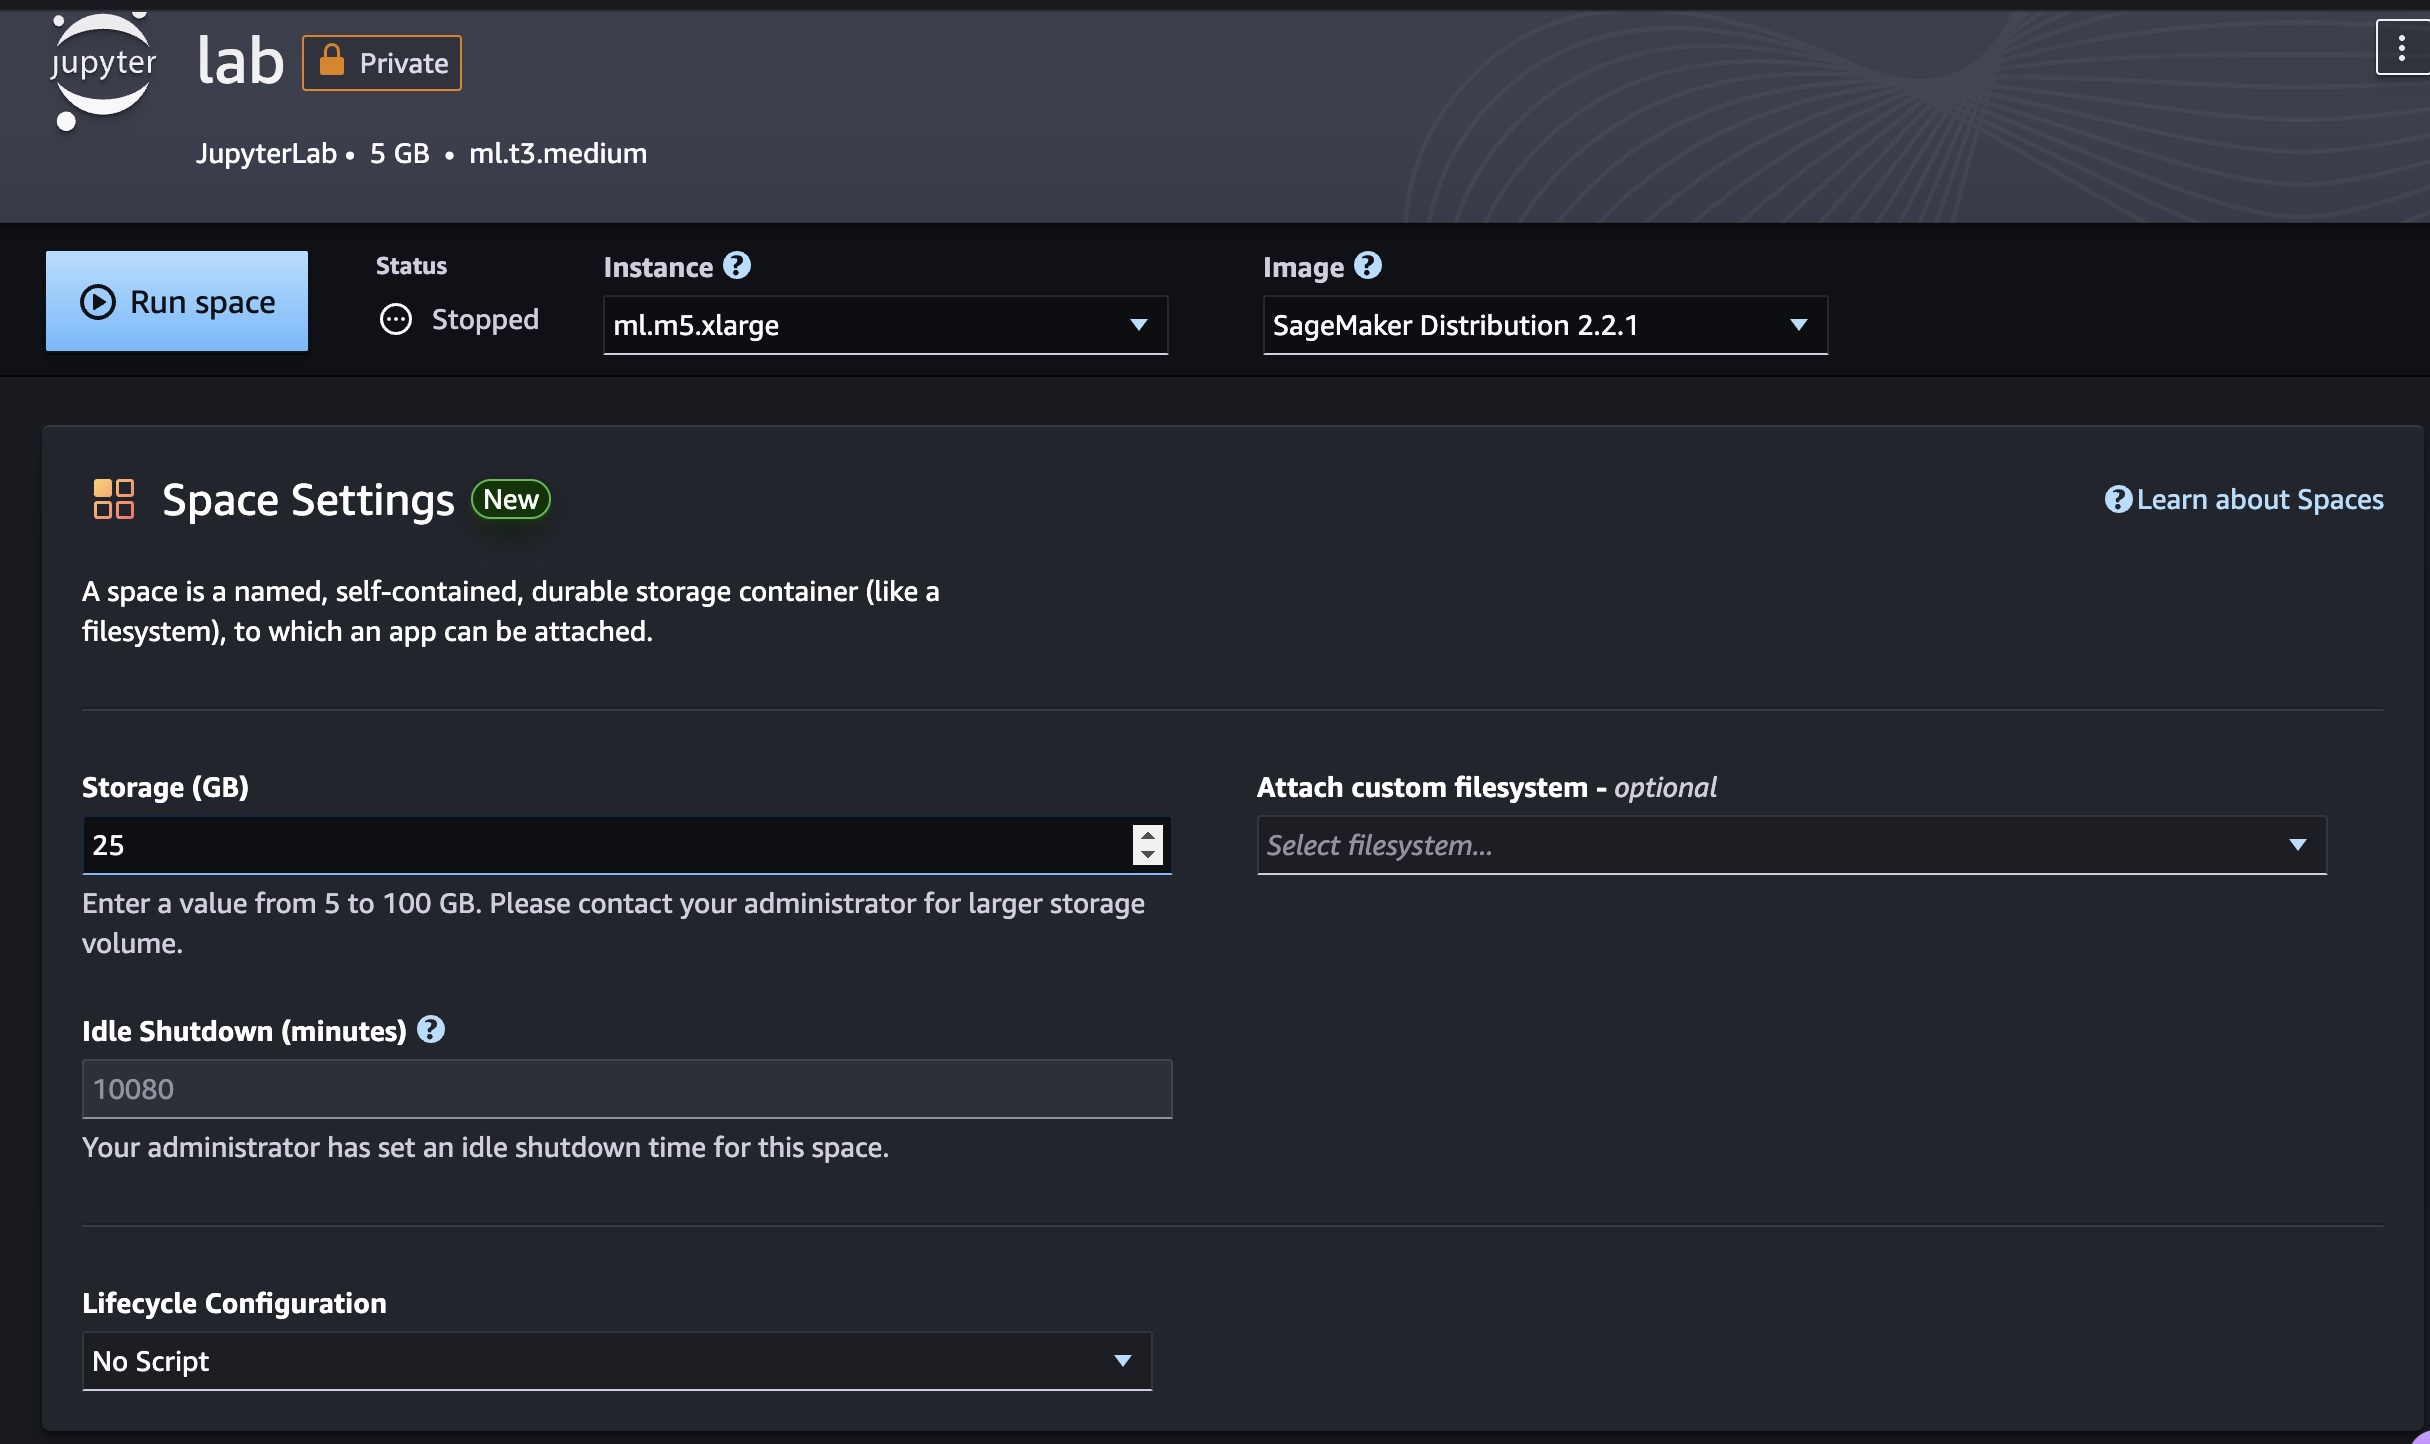 jupyter
lab
Private
JupyterLab • 5 GB • ml.t3.medium
Run space
Status
Stopped
Instance ?
ml.m5.xlarge
Image ?
SageMaker Distribution 2.2.1
Space Settings New
? Learn about Spaces
A space is a named, self-contained, durable storage container (like a
filesystem), to which an app can be attached.
Storage (GB)
25
Enter a value from 5 to 100 GB. Please contact your administrator for larger storage
volume.
Attach custom filesystem - optional
Select filesystem...
Idle Shutdown (minutes) ?
10080
Your administrator has set an idle shutdown time for this space.
Lifecycle Configuration
No Script